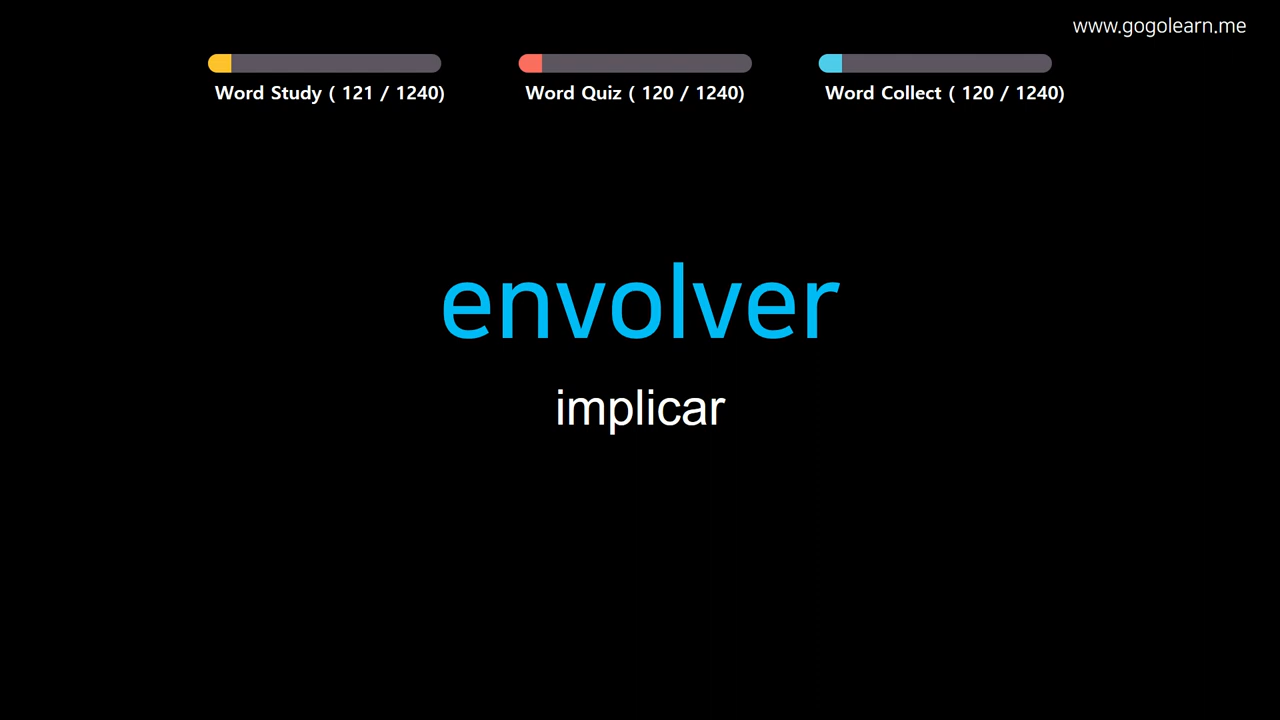 www.gogolearn.me
Word Study ( 121 / 1240)
Word Quiz ( 120 / 1240)
Word Collect ( 120 / 1240)
envolver
implicar